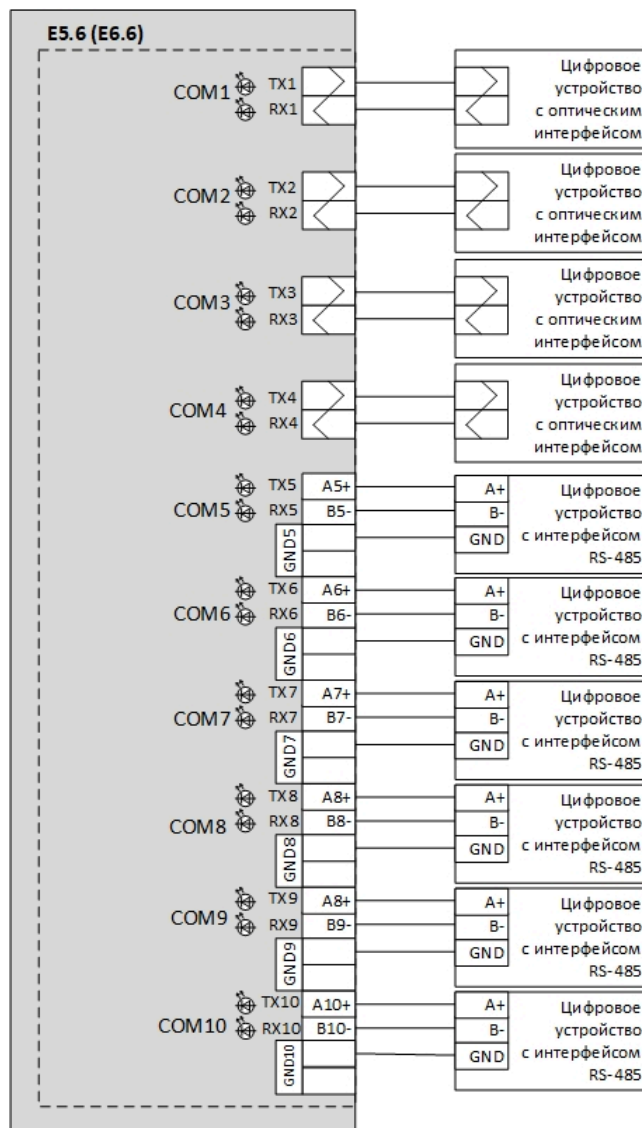 E5.6 (E6.6)
COM1
TX1
RX1
Цифровое
устройство
с оптическим
интерфейсом
COM2
TX2
RX2
Цифровое
устройство
с оптическим
интерфейсом
COM3
TX3
RX3
Цифровое
устройство
с оптическим
интерфейсом
COM4
TX4
RX4
Цифровое
устройство
с оптическим
интерфейсом
COM5
TX5
RX5
A5+
B5-
GND5
A+
B-
GND
Цифровое
устройство
с интерфейсом
RS-485
COM6
TX6
RX6
A6+
B6-
GND6
A+
B-
GND
Цифровое
устройство
с интерфейсом
RS-485
COM7
TX7
RX7
A7+
B7-
GND7
A+
B-
GND
Цифровое
устройство
с интерфейсом
RS-485
COM8
TX8
RX8
A8+
B8-
GND8
A+
B-
GND
Цифровое
устройство
с интерфейсом
RS-485
COM9
TX9
RX9
A8+
B9-
GND9
A+
B-
GND
Цифровое
устройство
с интерфейсом
RS-485
COM10
TX10
RX10
A10+
B10-
GND10
A+
B-
GND
Цифровое
устройство
с интерфейсом
RS-485